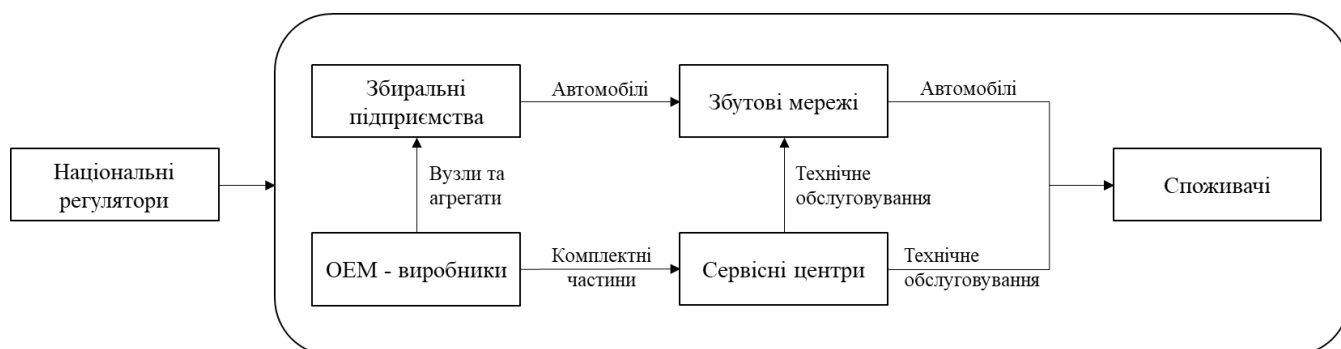 Збиральні
підприємства
Автомобілі
Збутові мережі
Автомобілі
Національні
регулятори
Вузли та
агрегати
Технічне
обслуговування
Споживачі
ОЕМ - виробники
Комплектні
частини
Сервісні центри
Технічне
обслуговування